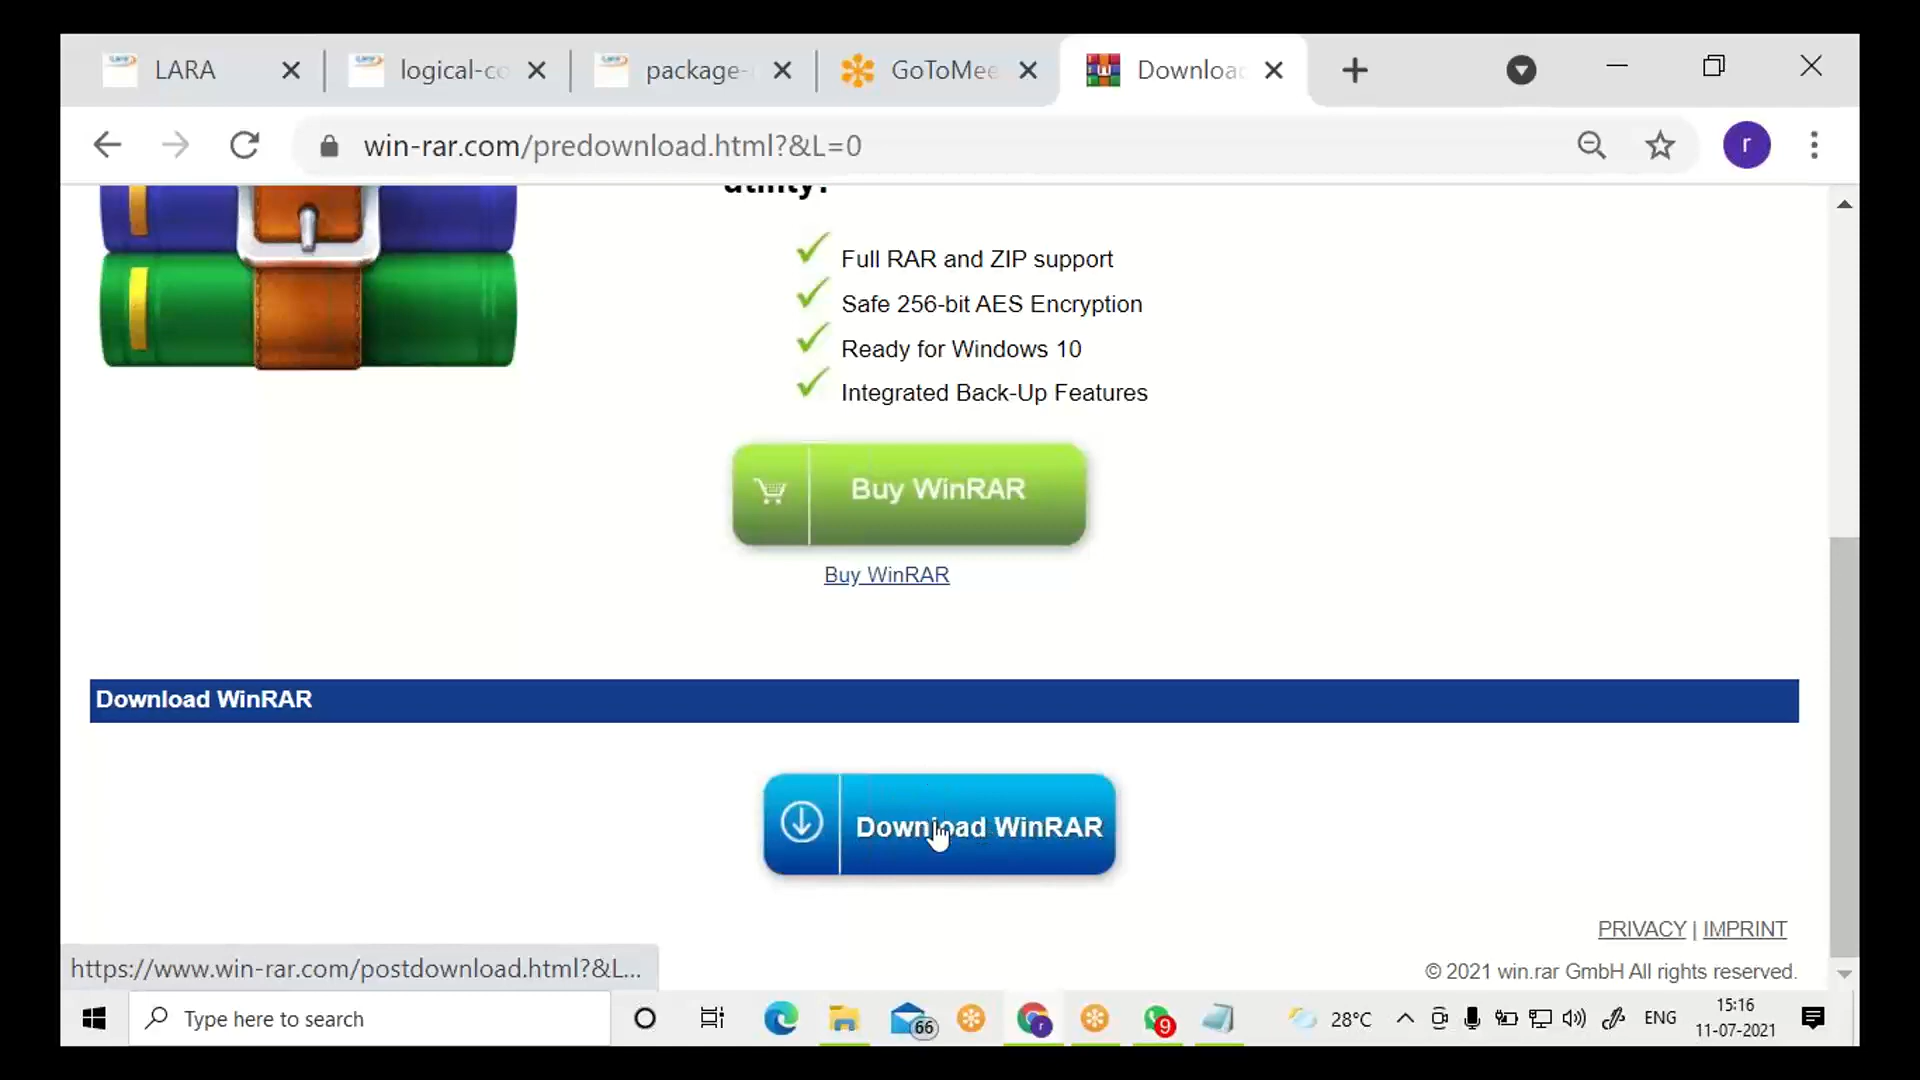 LARA
logical-co
package-
GoToMee
Downloa
win-rar.com/predownload.html?&L=0
r
utility?
Full RAR and ZIP support
Safe 256-bit AES Encryption
Ready for Windows 10
Integrated Back-Up Features
Buy WinRAR
Buy WinRAR
Download WinRAR
Download WinRAR
PRIVACY | IMPRINT
© 2021 win.rar GmbH All rights reserved.
https://www.win-rar.com/postdownload.html?&L...
Type here to search
66
r
9
28°C
ENG
15:16
11-07-2021